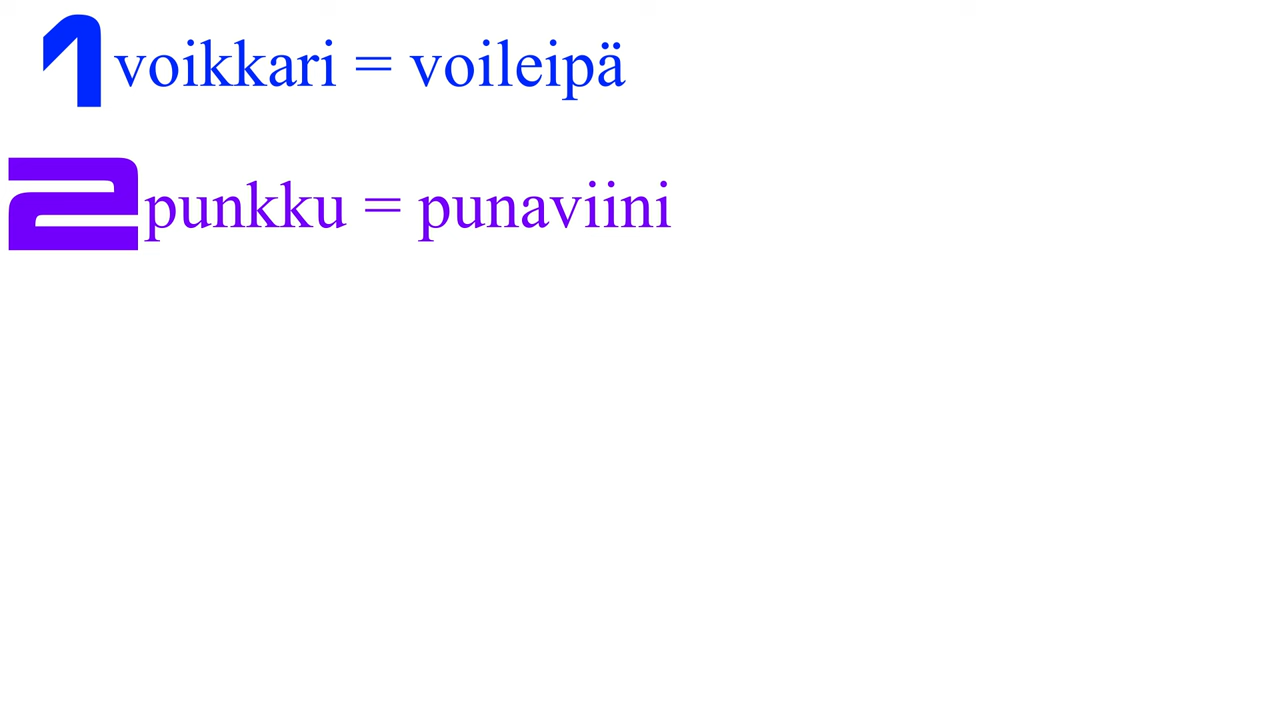 1 voikkari = voileipä
2 punkku = punaviini